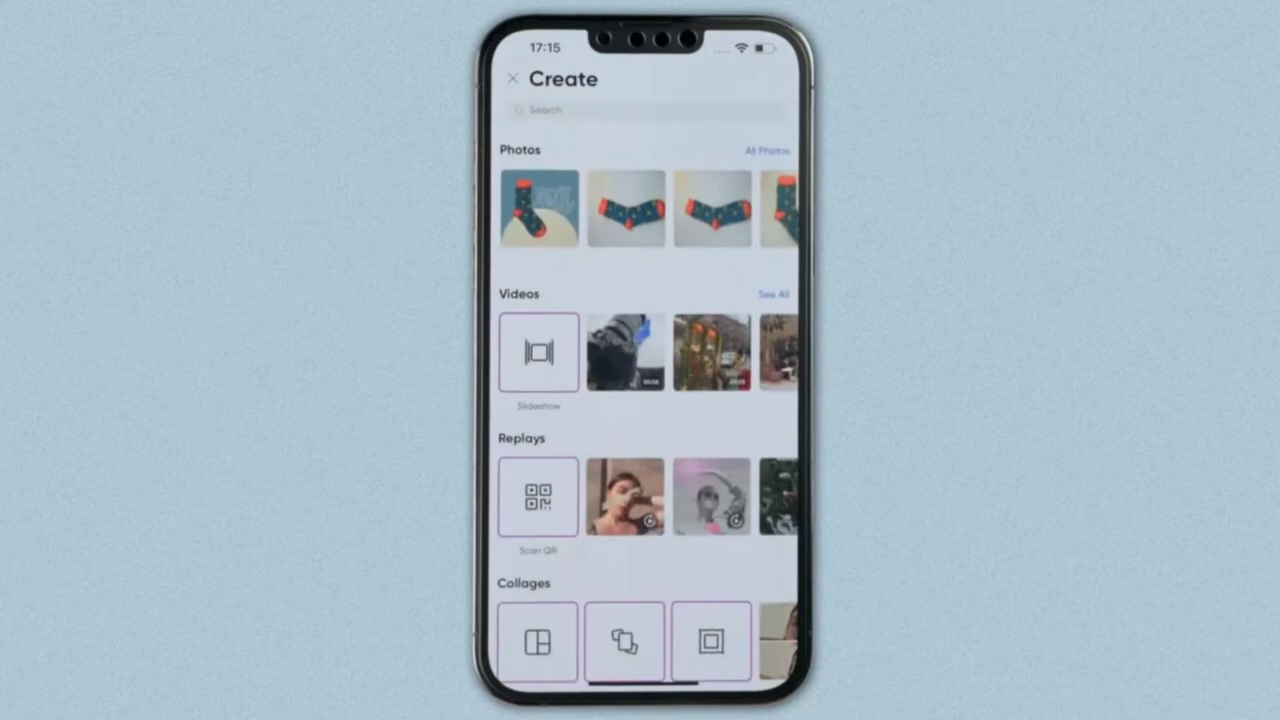 17:15
Create
Search
Photos
All Photos
Videos
See All
Slideshow
Replays
Scan QR
Collages